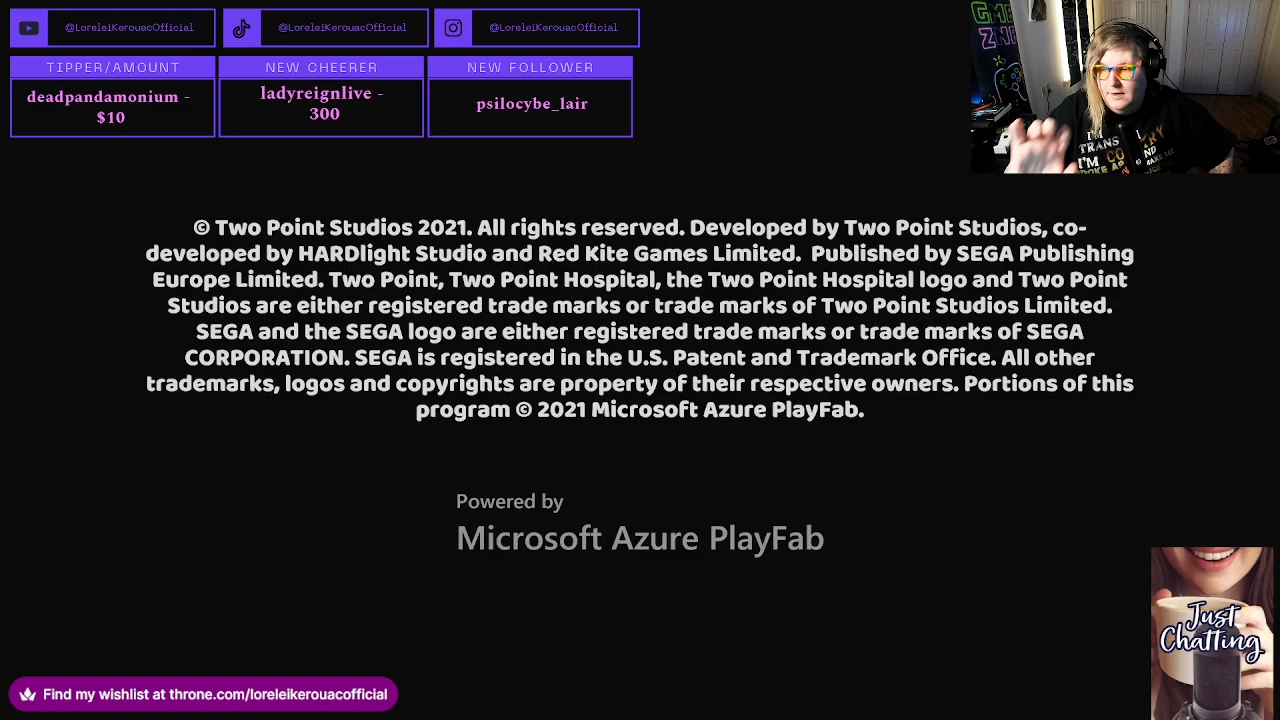 @LoreleiKerouacOfficial
@LoreleiKerouacOfficial
@LoreleiKerouacOfficial
TIPPER/AMOUNT
NEW CHEERER
NEW FOLLOWER
deadpandamonium -
$10
ladyreignlive -
300
psilocybe_lair
I'M
TRANS
I'M
© Two Point Studios 2021. All rights reserved. Developed by Two Point Studios, co-
developed by HARDlight Studio and Red Kite Games Limited.  Published by SEGA Publishing
Europe Limited. Two Point, Two Point Hospital, the Two Point Hospital logo and Two Point
Studios are either registered trade marks or trade marks of Two Point Studios Limited.
SEGA and the SEGA logo are either registered trade marks or trade marks of SEGA
CORPORATION. SEGA is registered in the U.S. Patent and Trademark Office. All other
trademarks, logos and copyrights are property of their respective owners. Portions of this
program © 2021 Microsoft Azure PlayFab.
Powered by
Microsoft Azure PlayFab
Just
Chatting
Find my wishlist at throne.com/loreleikerouacofficial